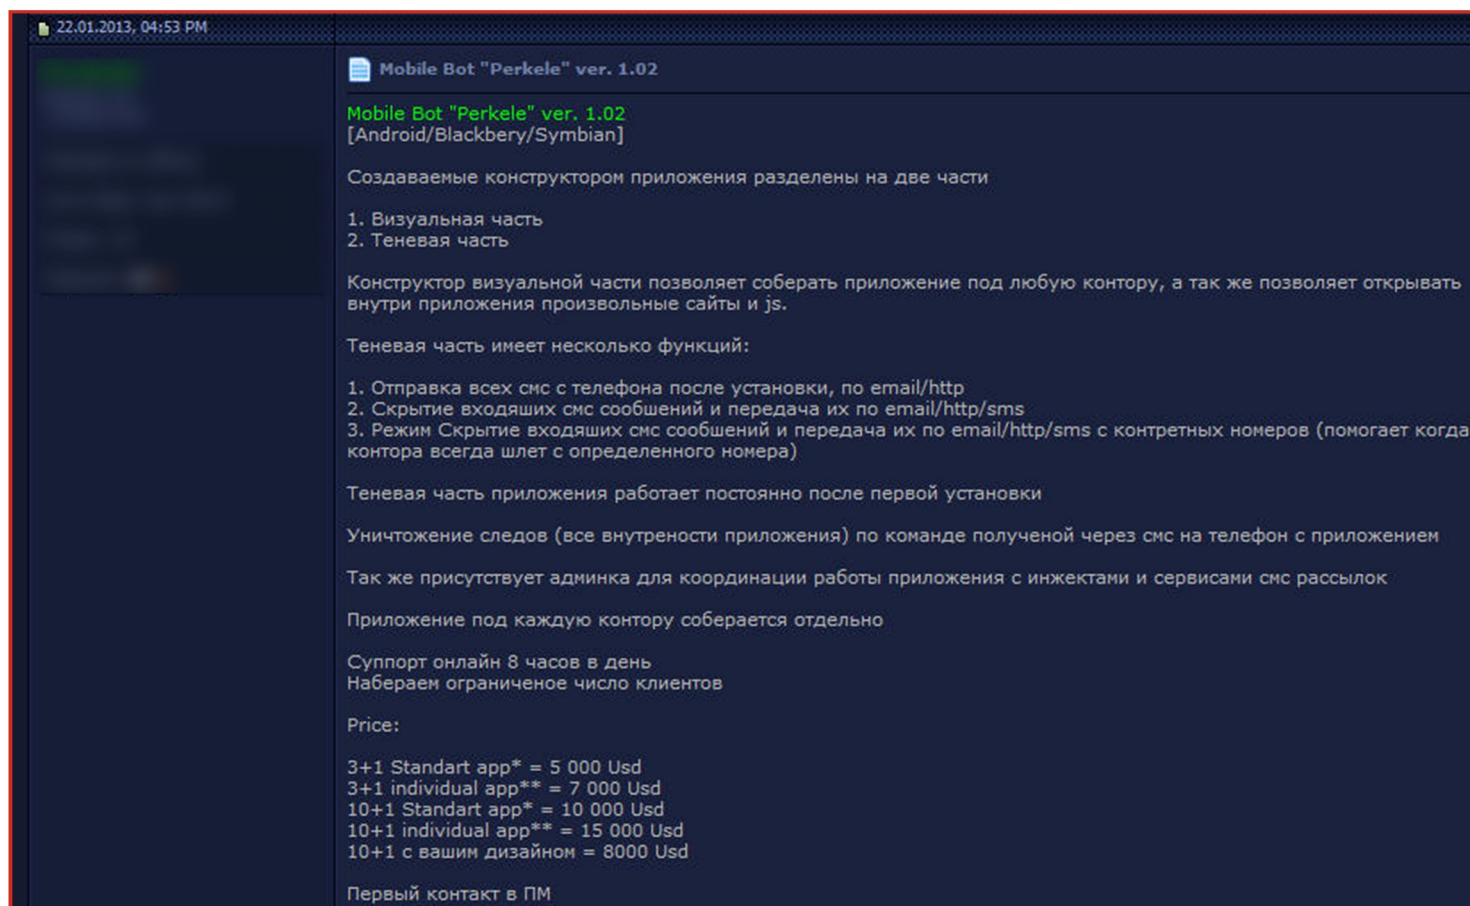 22.01.2013, 04:53 PM
Mobile Bot "Perkele" ver. 1.02
Mobile Bot "Perkele" ver. 1.02
[Android/Blackbery/Symbian]
Создаваемые конструктором приложения разделены на две части
1. Визуальная часть
2. Теневая часть
Конструктор визуальной части позволяет соберать приложение под любую контору, а так же позволяет открывать
внутри приложения произвольные сайты и js.
Теневая часть имеет несколько функций:
1. Отправка всех смс с телефона после установки, по email/http
2. Скрытие входяших смс сообшений и передача их по email/http/sms
3. Режим Скрытие входяших смс сообшений и передача их по email/http/sms с контретных номеров (помогает когда
контора всегда шлет с определенного номера)
Теневая часть приложения работает постоянно после первой установки
Уничтожение следов (все внутрености приложения) по команде полученой через смс на телефон с приложением
Так же присутствует админка для координации работы приложения с инжектами и сервисами смс рассылок
Приложение под каждую контору соберается отдельно
Суппорт онлайн 8 часов в день
Набераем ограниченое число клиентов
Price:
3+1 Standart app* = 5 000 Usd
3+1 individual app** = 7 000 Usd
10+1 Standart app* = 10 000 Usd
10+1 individual app** = 15 000 Usd
10+1 с вашим дизайном = 8000 Usd
Первый контакт в ПМ